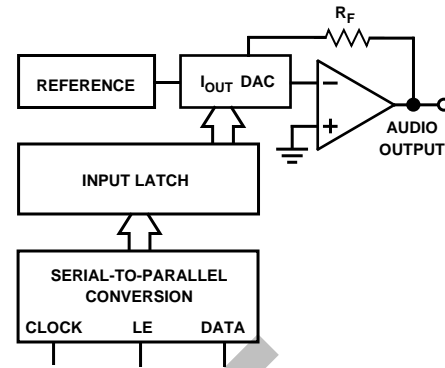 R_F
REFERENCE
I_OUT DAC
−
+
AUDIO
OUTPUT
INPUT LATCH
SERIAL-TO-PARALLEL
CONVERSION
CLOCK LE DATA